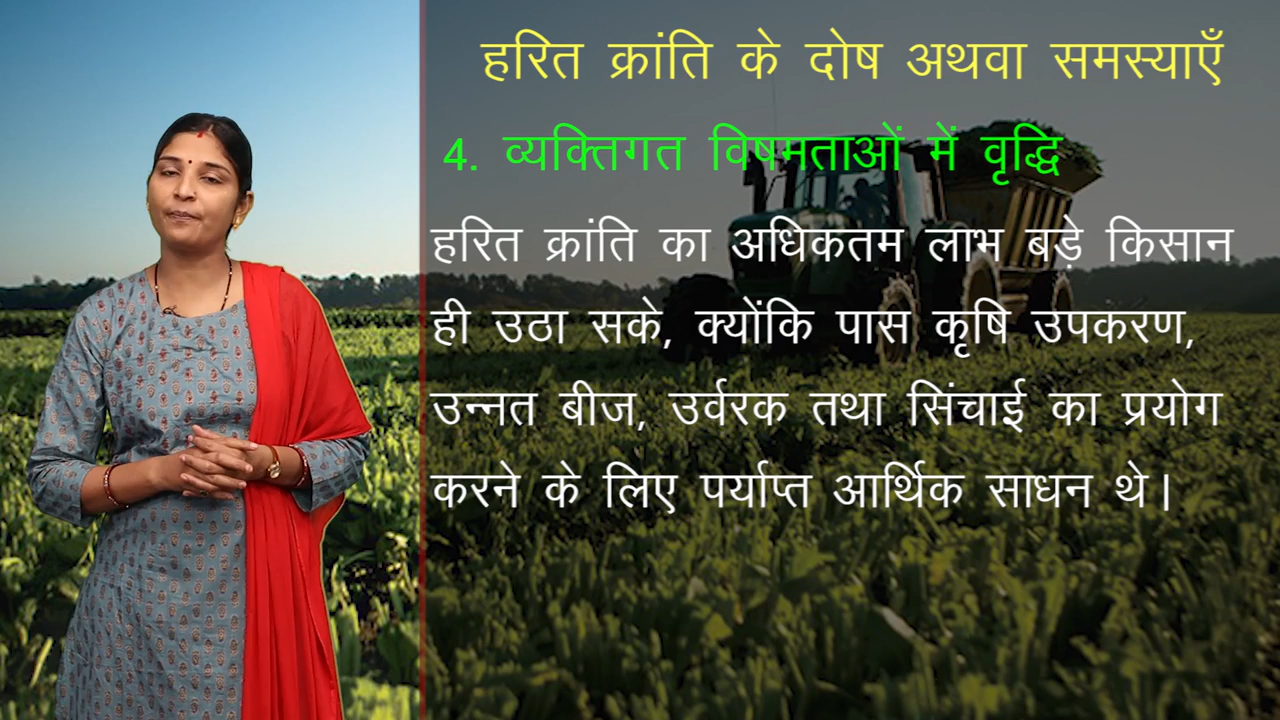 हरित क्रांति के दोष अथवा समस्याएँ
4. व्यक्तिगत विषमताओं में वृद्धि
हरित क्रांति का अधिकतम लाभ बड़े किसान
ही उठा सके, क्योंकि पास कृषि उपकरण,
उन्नत बीज, उर्वरक तथा सिंचाई का प्रयोग
करने के लिए पर्याप्त आर्थिक साधन थे।